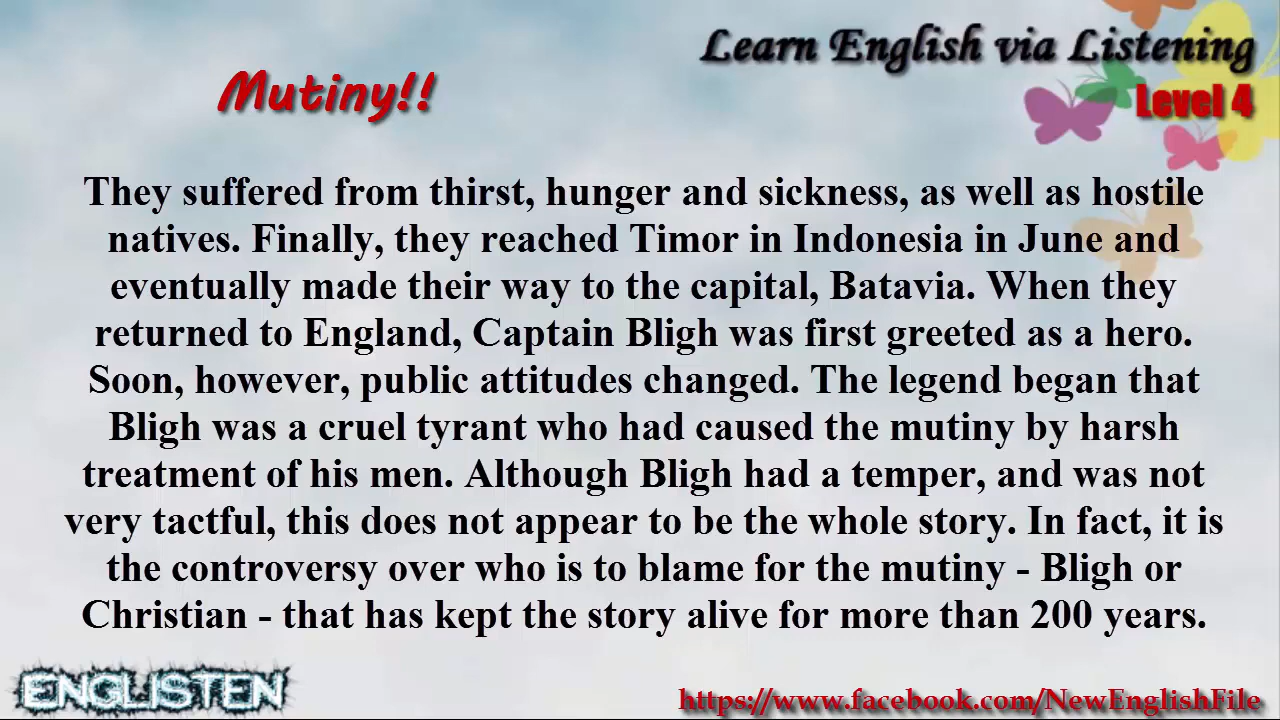 Learn English via Listening
Mutiny!!
Level 4
They suffered from thirst, hunger and sickness, as well as hostile
natives. Finally, they reached Timor in Indonesia in June and
eventually made their way to the capital, Batavia. When they
returned to England, Captain Bligh was first greeted as a hero.
Soon, however, public attitudes changed. The legend began that
Bligh was a cruel tyrant who had caused the mutiny by harsh
treatment of his men. Although Bligh had a temper, and was not
very tactful, this does not appear to be the whole story. In fact, it is
the controversy over who is to blame for the mutiny - Bligh or
Christian - that has kept the story alive for more than 200 years.
ENGLISTEN
https://www.facebook.com/NewEnglishFile